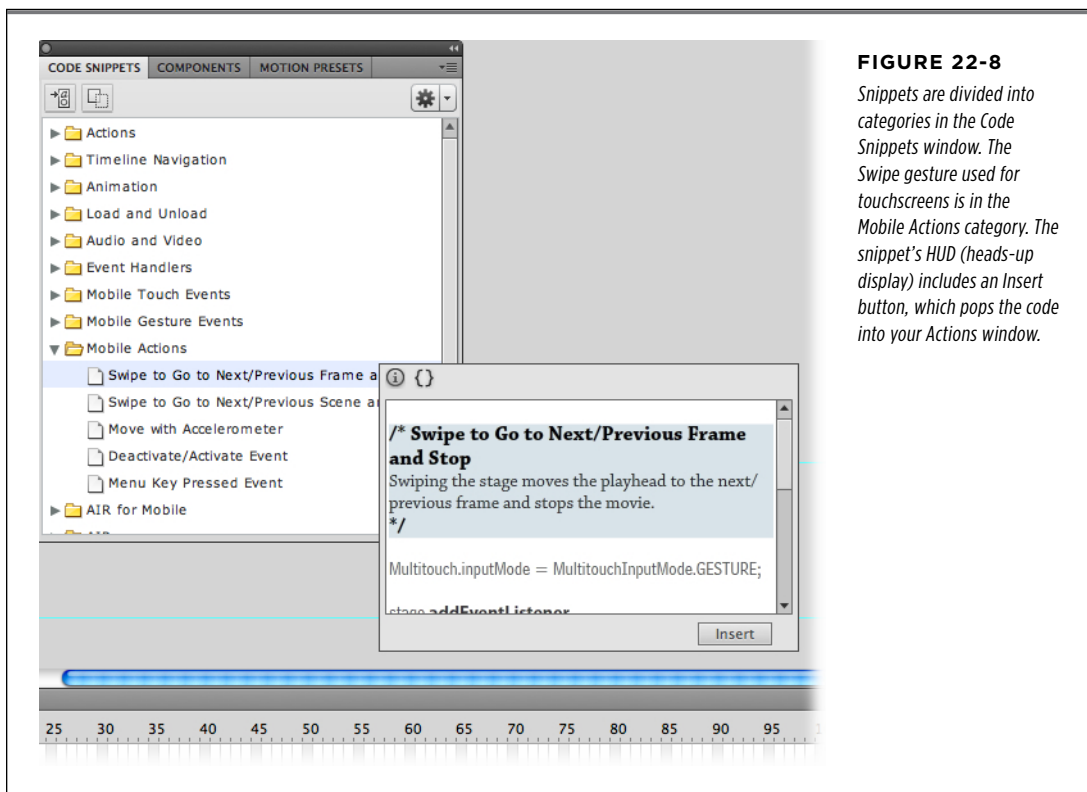 CODE SNIPPETS COMPONENTS MOTION PRESETS
Actions
Timeline Navigation
Animation
Load and Unload
Audio and Video
Event Handlers
Mobile Touch Events
Mobile Gesture Events
Mobile Actions
Swipe to Go to Next/Previous Frame a
Swipe to Go to Next/Previous Scene a
Move with Accelerometer
Deactivate/Activate Event
Menu Key Pressed Event
AIR for Mobile
{}
/* Swipe to Go to Next/Previous Frame
and Stop
Swiping the stage moves the playhead to the next/
previous frame and stops the movie.
*/
Multitouch.inputMode = MultitouchInputMode.GESTURE;
stage.addEventListener
Insert
25 30 35 40 45 50 55 60 65 70 75 80 85 90 95
FIGURE 22-8
Snippets are divided into
categories in the Code
Snippets window. The
Swipe gesture used for
touchscreens is in the
Mobile Actions category. The
snippet's HUD (heads-up
display) includes an Insert
button, which pops the code
into your Actions window.